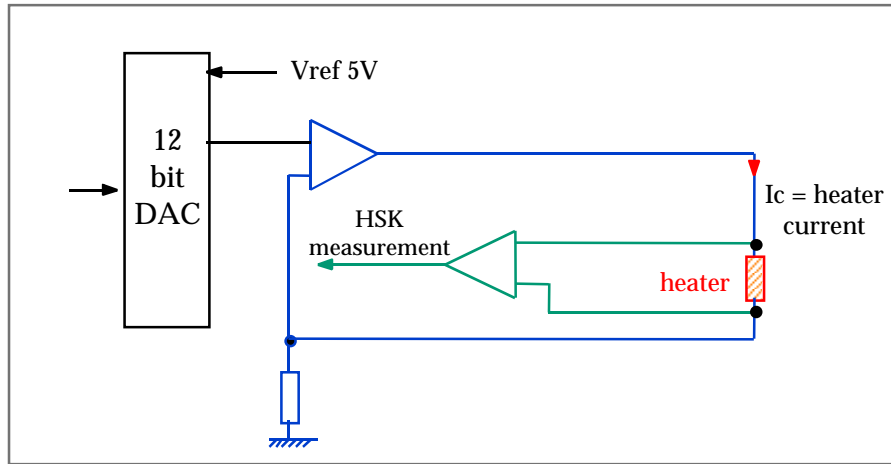 Vref 5V
12
bit
DAC
HSK
measurement
Ic = heater
current
heater